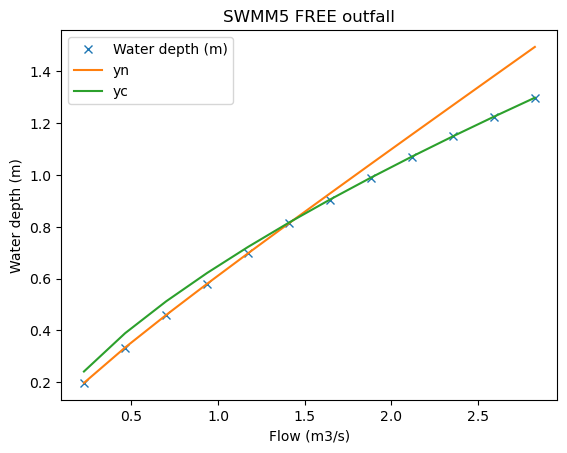 SWMM5 FREE outfall
Water depth (m)
yn
yc
Water depth (m)
1.4
1.2
1.0
0.8
0.6
0.4
0.2
0.5
1.0
1.5
2.0
2.5
Flow (m3/s)